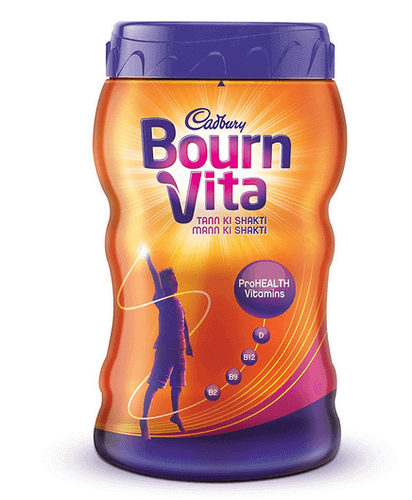 Cadbury
Bourn
Vita
TANN KI SHAKTI
MANN KI SHAKTI
ProHEALTH
Vitamins
D
B12
B9
B2